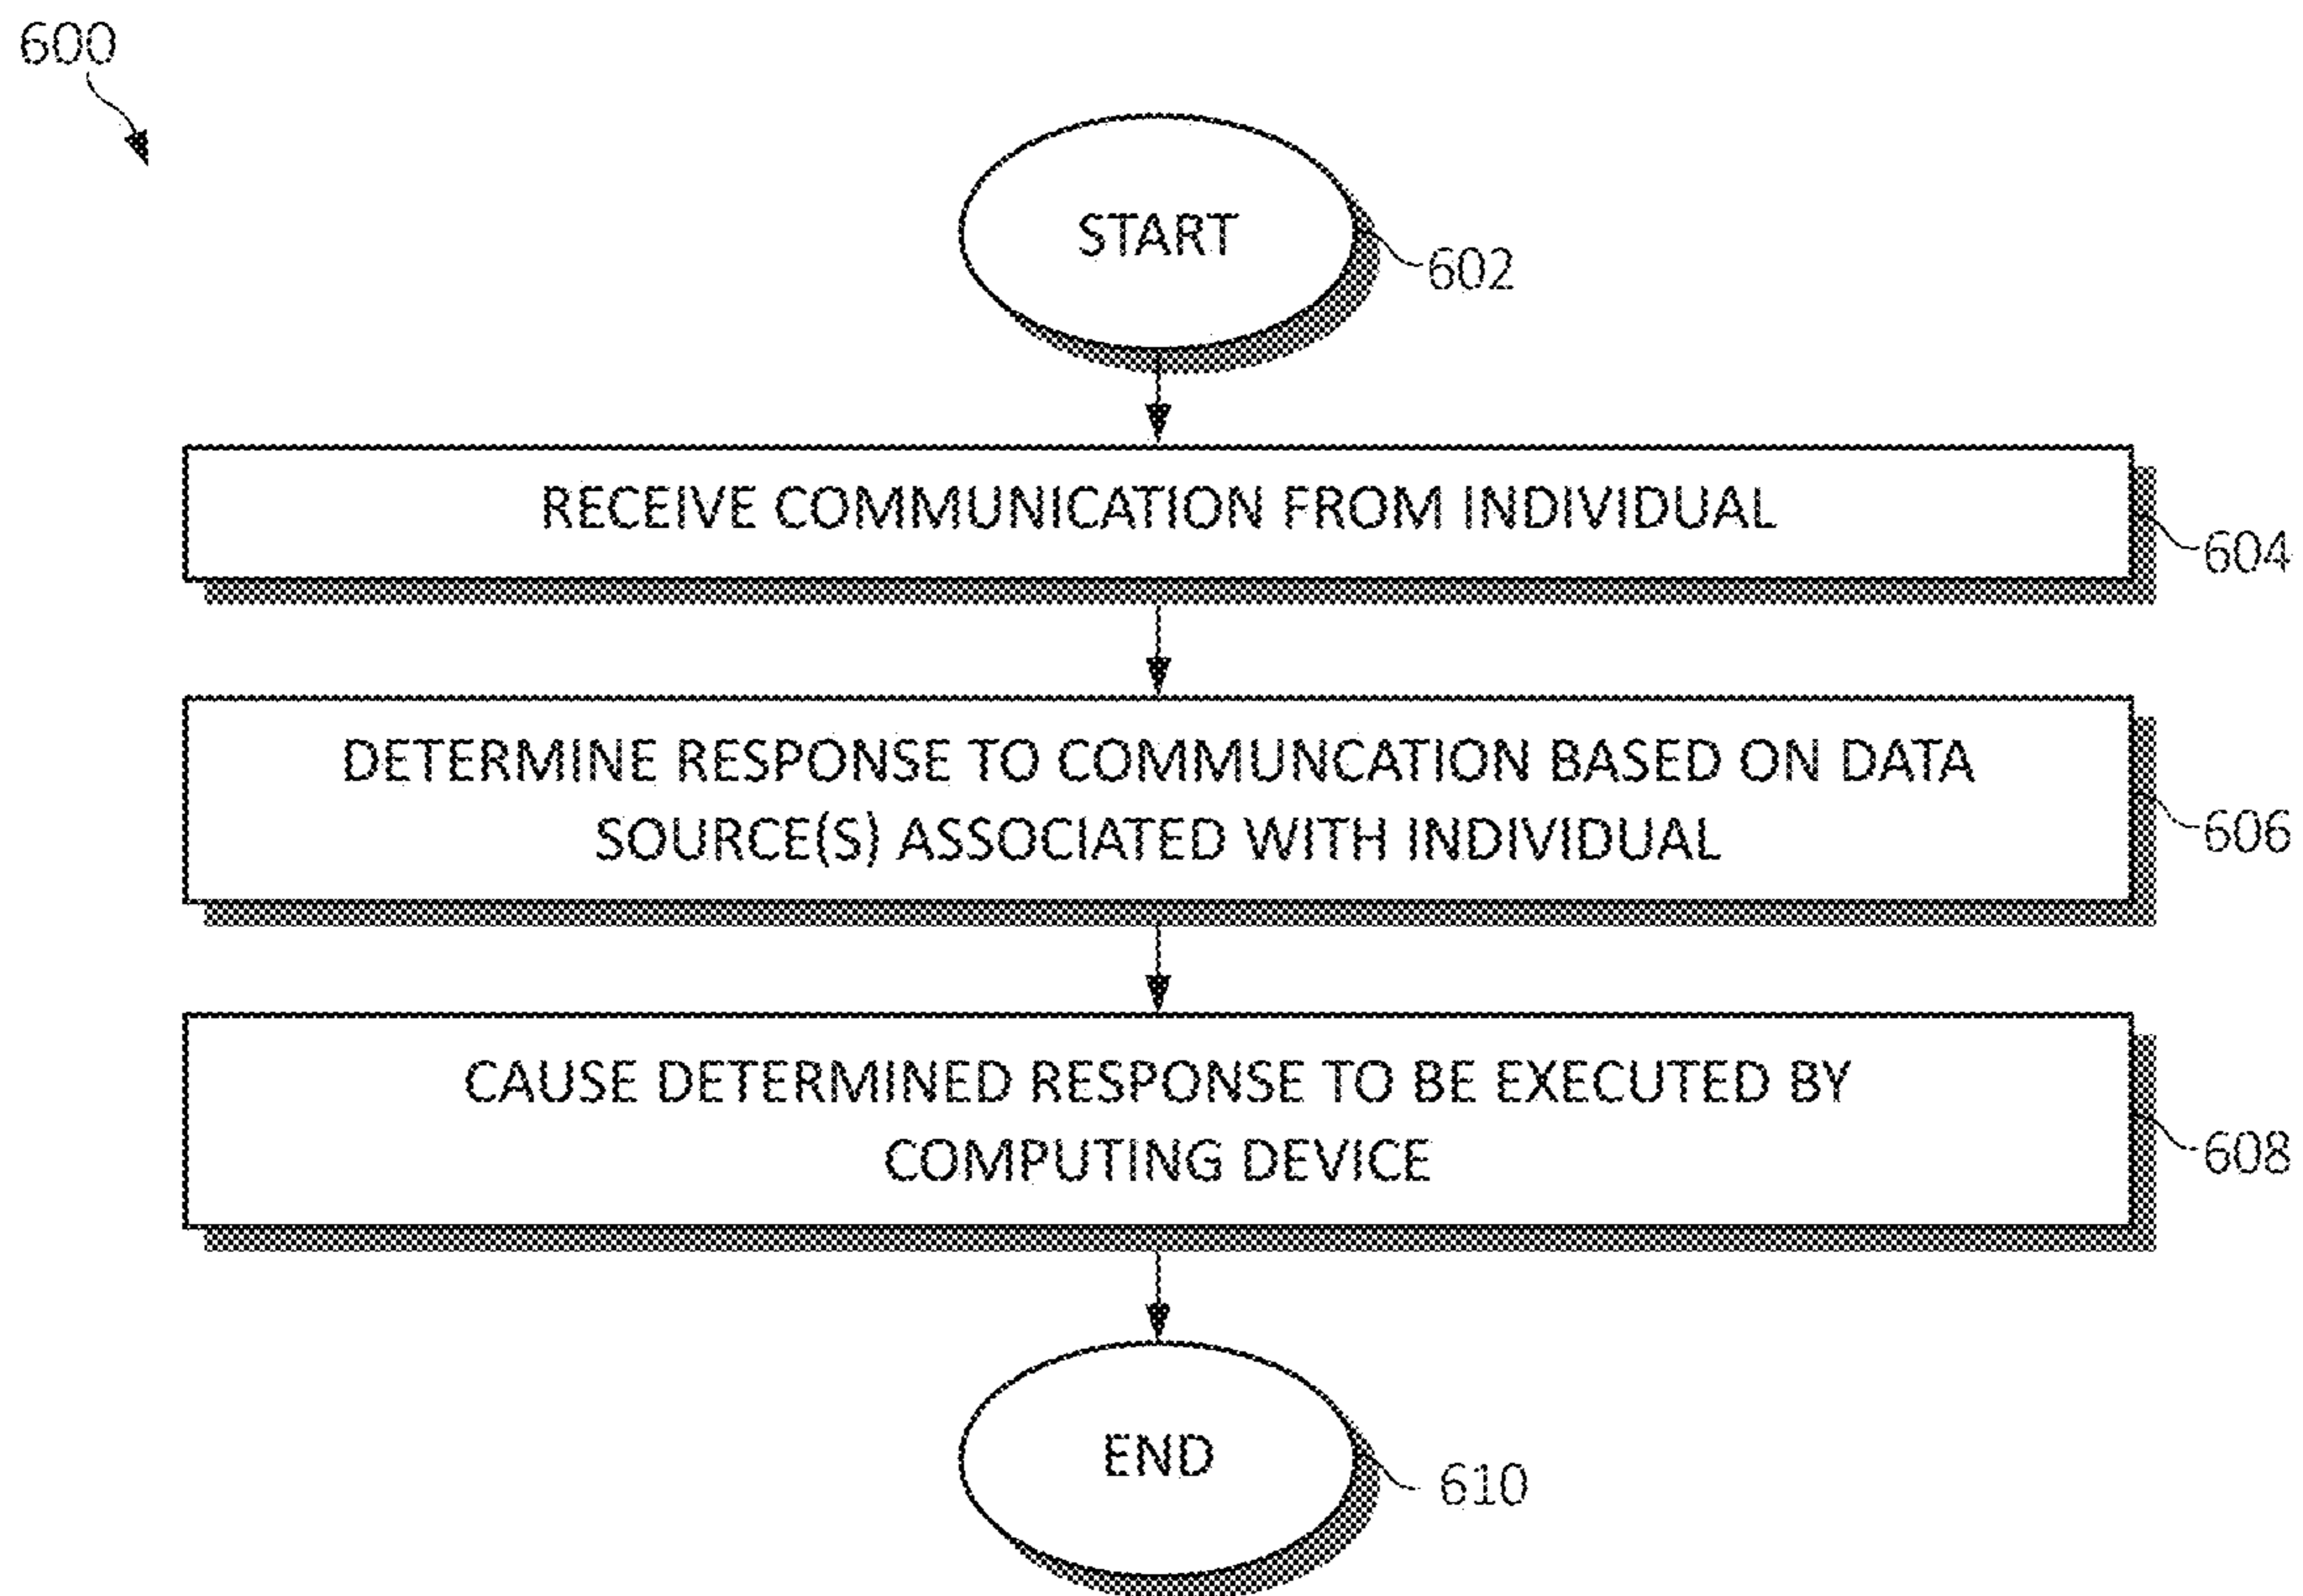 600
START
602
RECEIVE COMMUNICATION FROM INDIVIDUAL
604
DETERMINE RESPONSE TO COMMUNCATION BASED ON DATA
SOURCE(S) ASSOCIATED WITH INDIVIDUAL
606
CAUSE DETERMINED RESPONSE TO BE EXECUTED BY
COMPUTING DEVICE
608
END
610